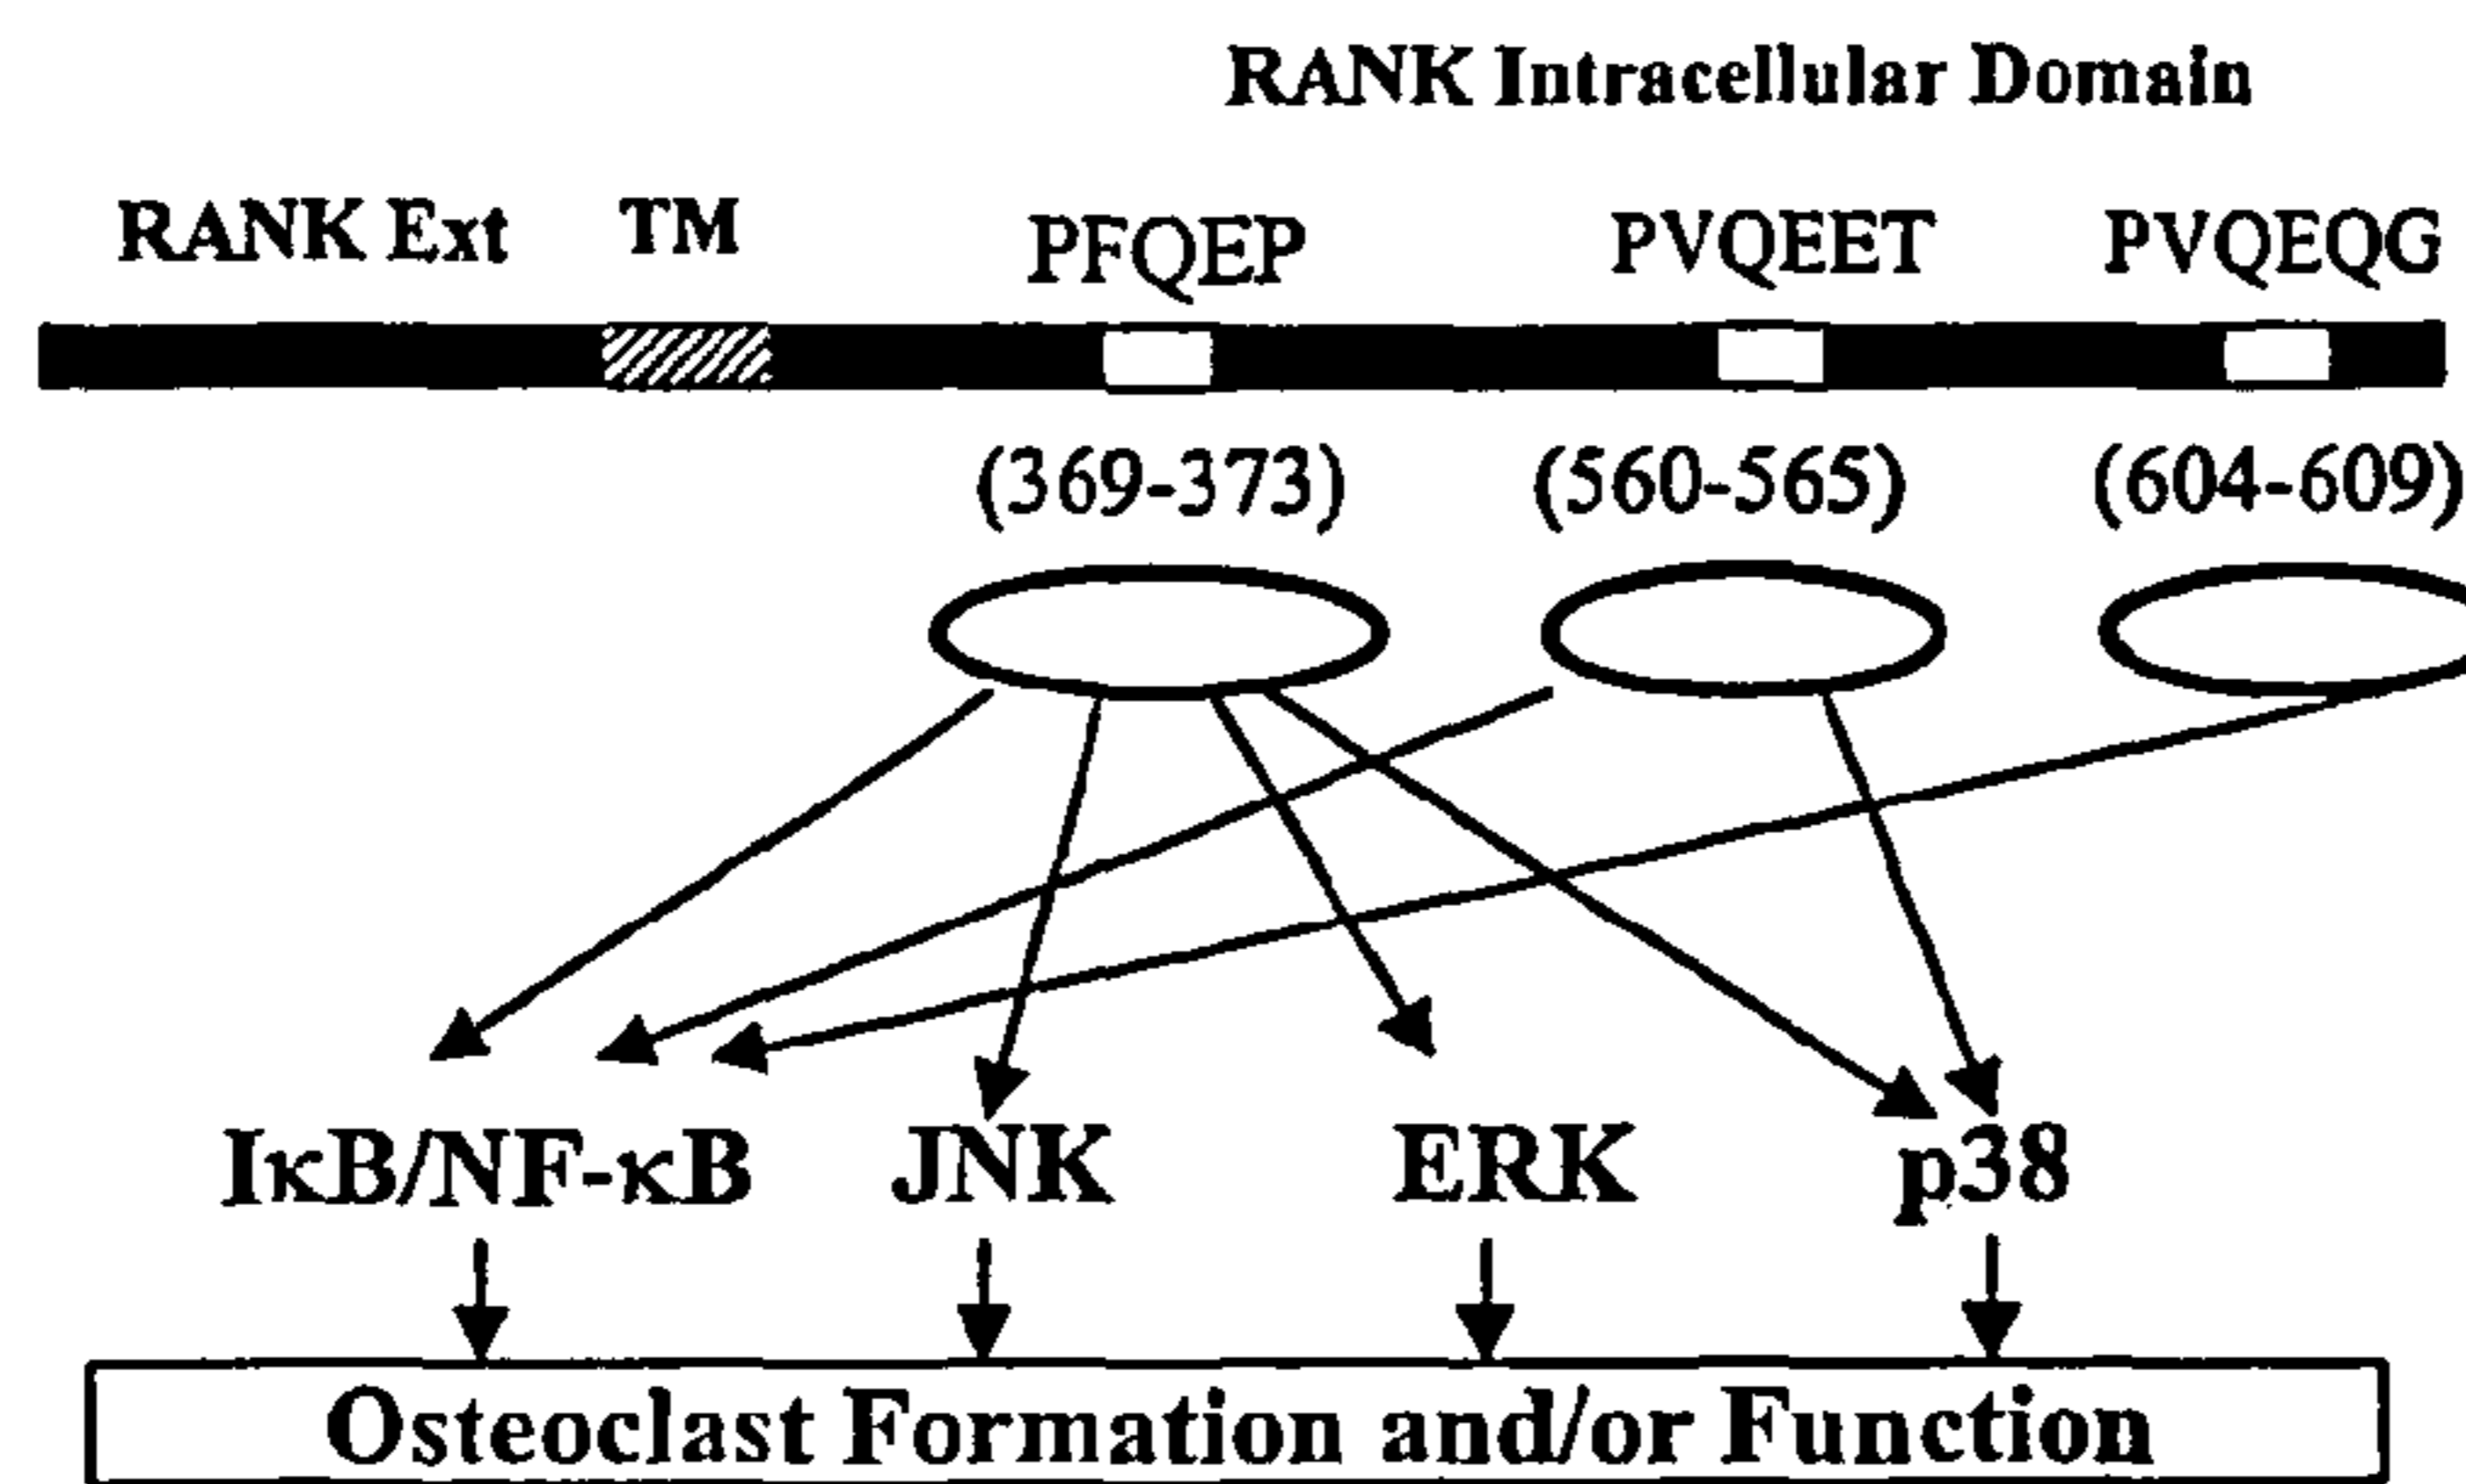 RANK Intracellular Domain
RANK Ext TM PFQEP PVQEET PVQEQG
(369-373) (560-565) (604-609)
IκB/NF-κB JNK ERK p38
Osteoclast Formation and/or Function